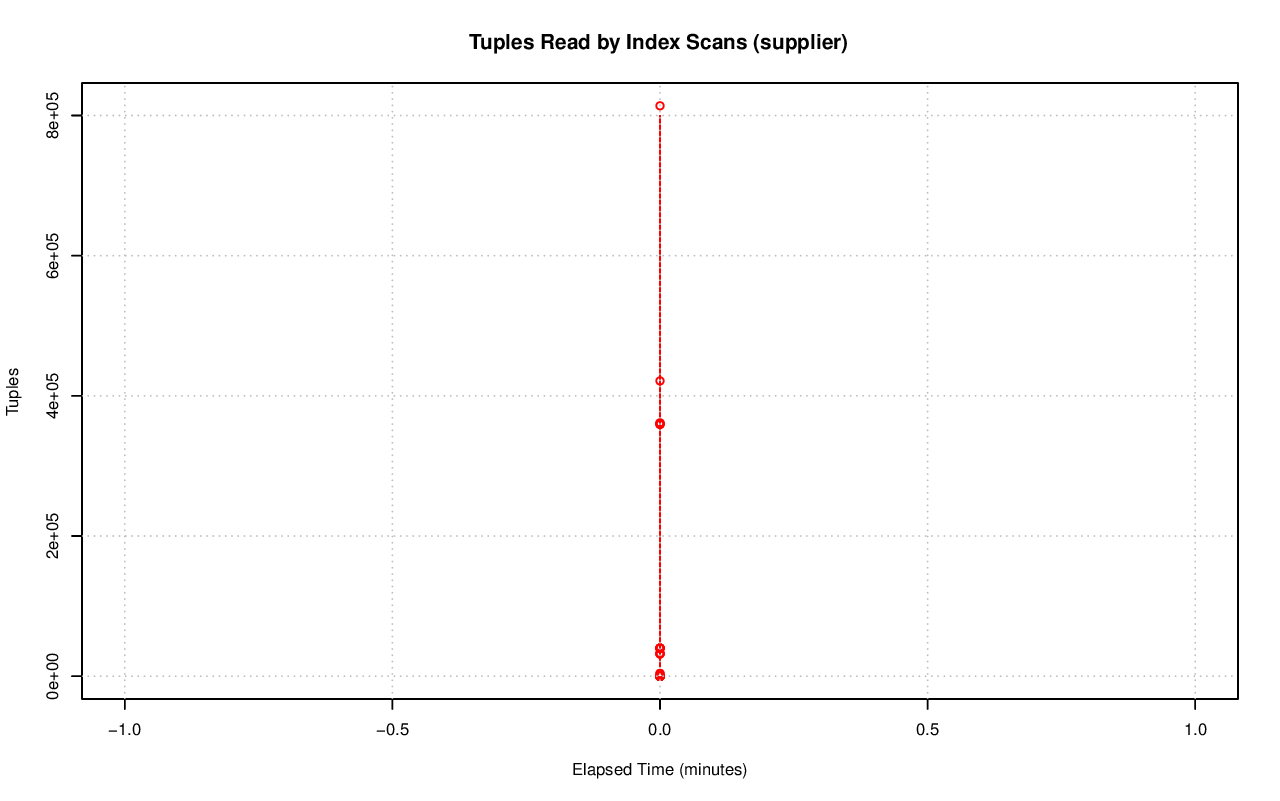 Tuples Read by Index Scans (supplier)
Tuples
8e+05
6e+05
4e+05
2e+05
0e+00
−1.0 −0.5 0.0 0.5 1.0
Elapsed Time (minutes)